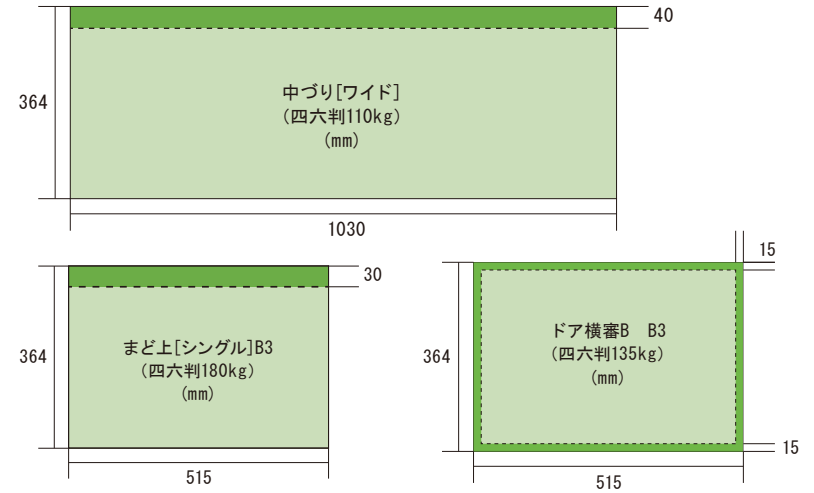 40
364
中づり[ワイド]
(四六判110kg)
(mm)
1030
30
364
まど上[シングル]B3
(四六判180kg)
(mm)
515
15
364
ドア横審B　B3
(四六判135kg)
(mm)
15
515